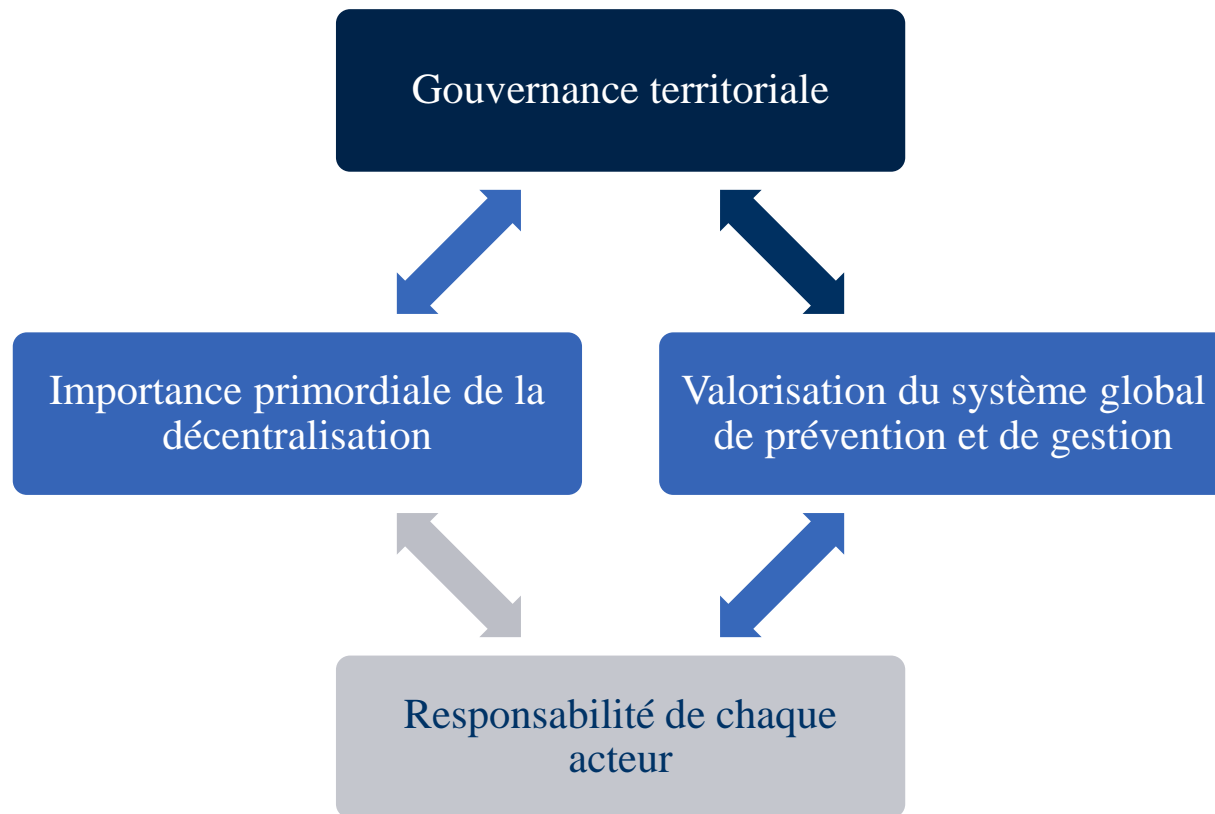 Gouvernance territoriale
Importance primordiale de la
décentralisation
Valorisation du système global
de prévention et de gestion
Responsabilité de chaque
acteur